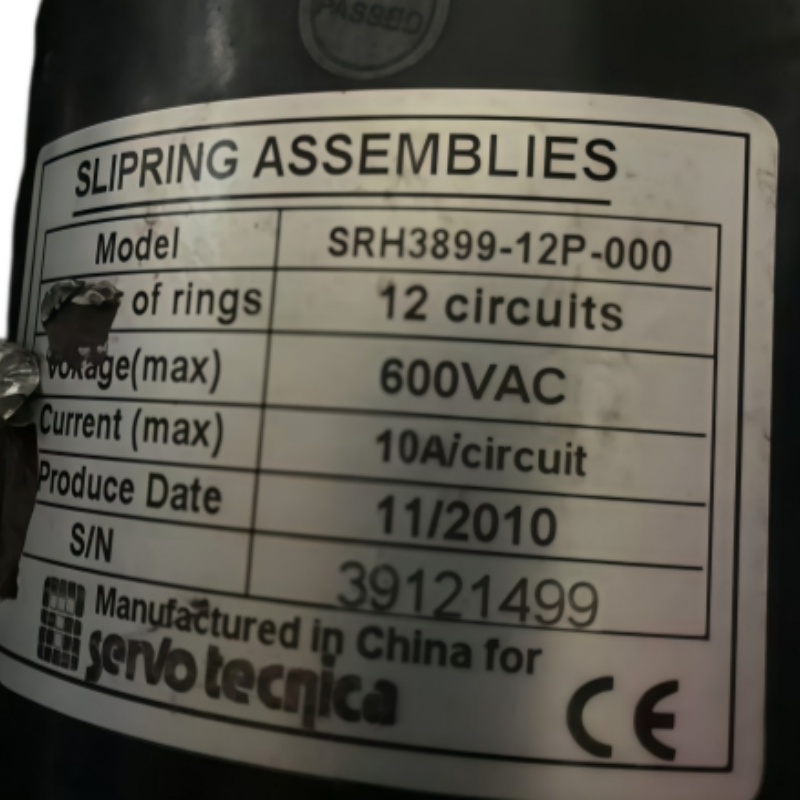 PASSED
SLIPRING ASSEMBLIES
Model SRH3899-12P-000
of rings 12 circuits
Voltage(max) 600VAC
Current (max) 10A/circuit
Produce Date 11/2010
S/N 39121499
Manufactured in China for
servotecnica
CE